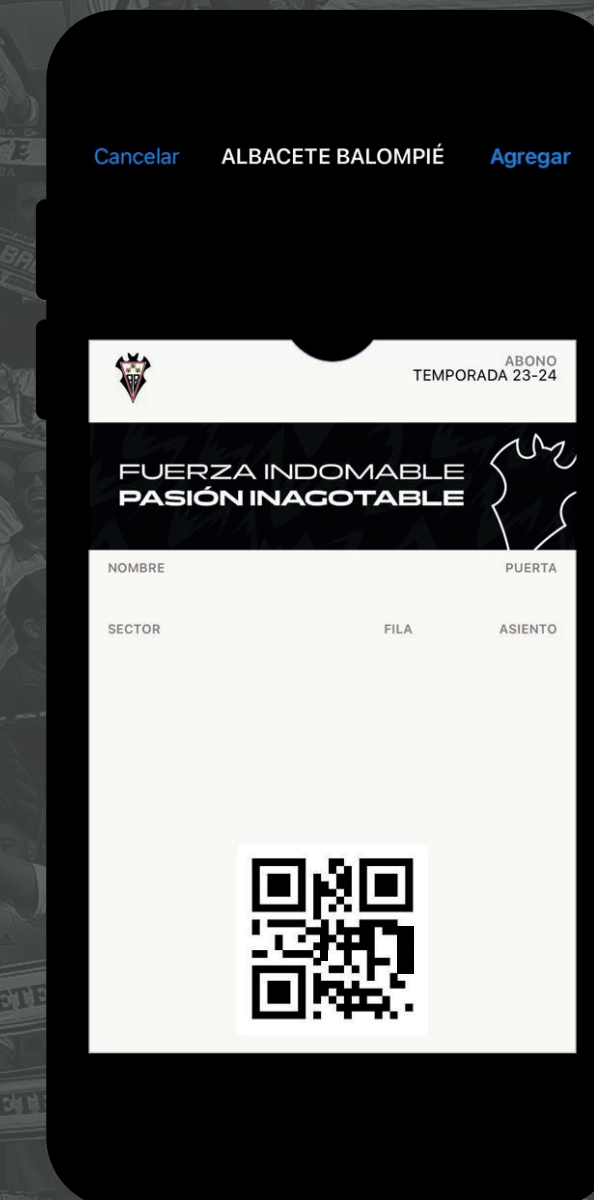 Cancelar ALBACETE BALOMPIÉ Agregar
ABONO
TEMPORADA 23-24
FUERZA INDOMABLE
PASIÓN INAGOTABLE
NOMBRE PUERTA
SECTOR FILA ASIENTO